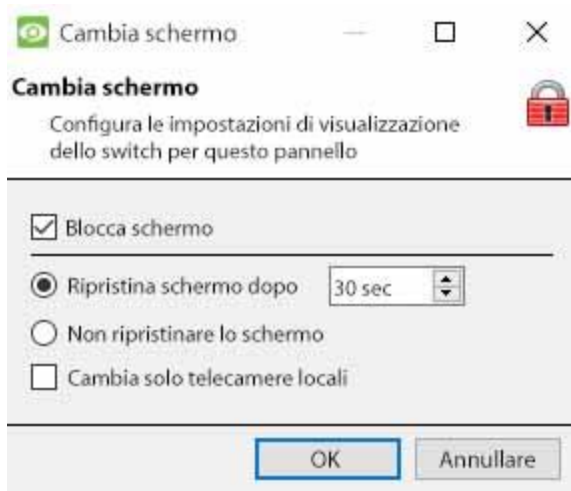 Cambia schermo
Cambia schermo
Configura le impostazioni di visualizzazione
dello switch per questo pannello
Blocca schermo
Ripristina schermo dopo 30 sec
Non ripristinare lo schermo
Cambia solo telecamere locali
OK Annullare